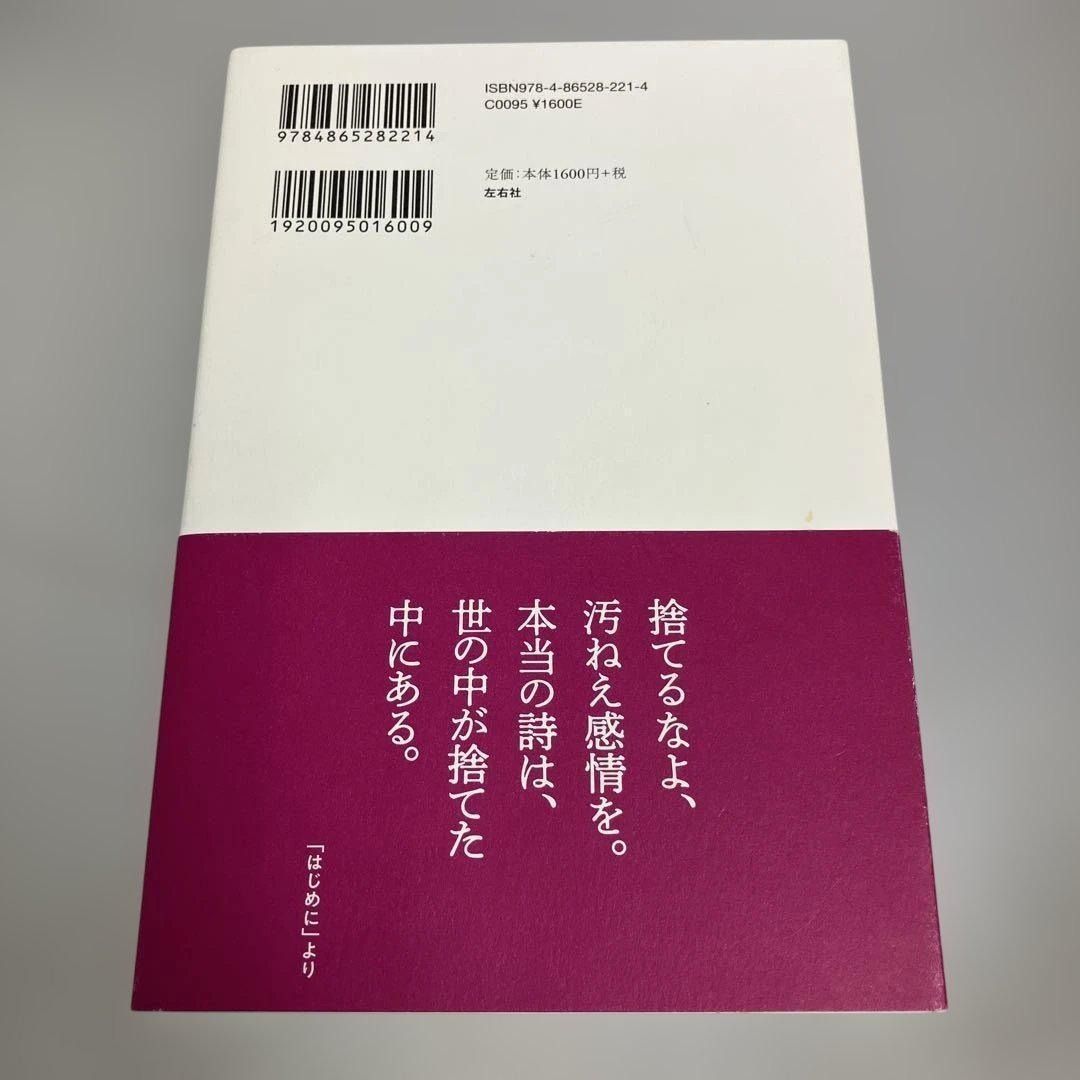 ISBN978-4-86528-221-4
C0095 ¥1600E
9784865282214
定価：本体1600円+税
左右社
1920095016009
捨てるなよ、
汚ねえ感情を。
本当の詩は、
世の中が捨てた
中にある。
「はじめに」より